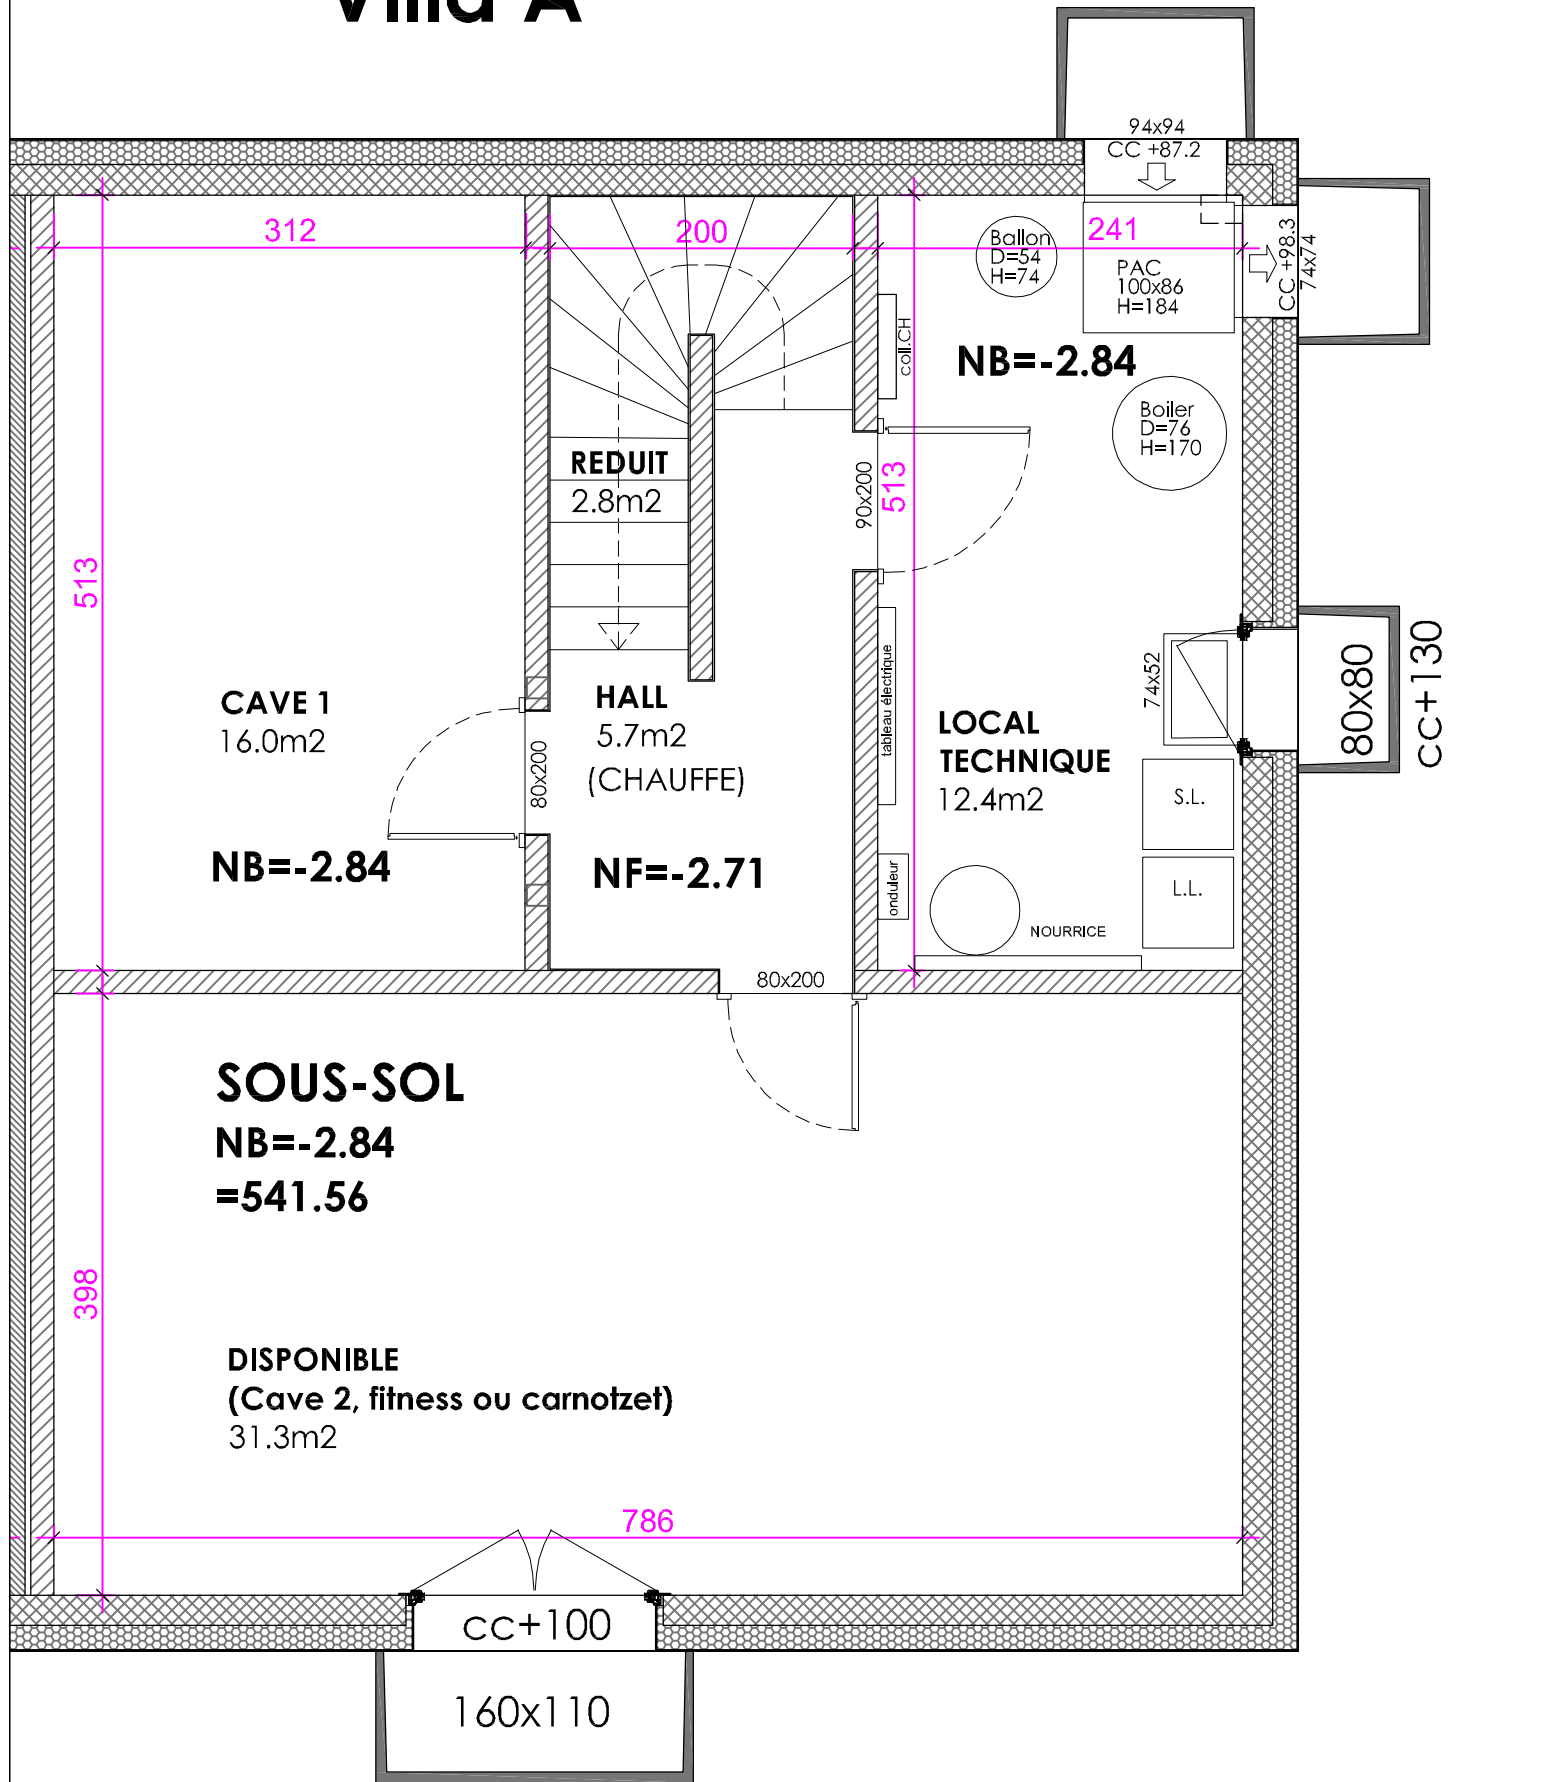 Villa A
94x94
CC +87.2
312
200
241
CC +98.3
74x74
Ballon
D=54
H=74
PAC
100x86
H=184
coll.CH
NB=-2.84
Boiler
D=76
H=170
REDUIT
2.8m2
90x200
513
513
CAVE 1
16.0m2
HALL
5.7m2
(CHAUFFE)
80x200
tableau électrique
LOCAL
TECHNIQUE
12.4m2
74x52
80x80
cc+130
S.L.
NB=-2.84
NF=-2.71
onduleur
L.L.
NOURRICE
80x200
SOUS-SOL
NB=-2.84
=541.56
398
DISPONIBLE
(Cave 2, fitness ou carnotzet)
31.3m2
786
cc+100
160x110